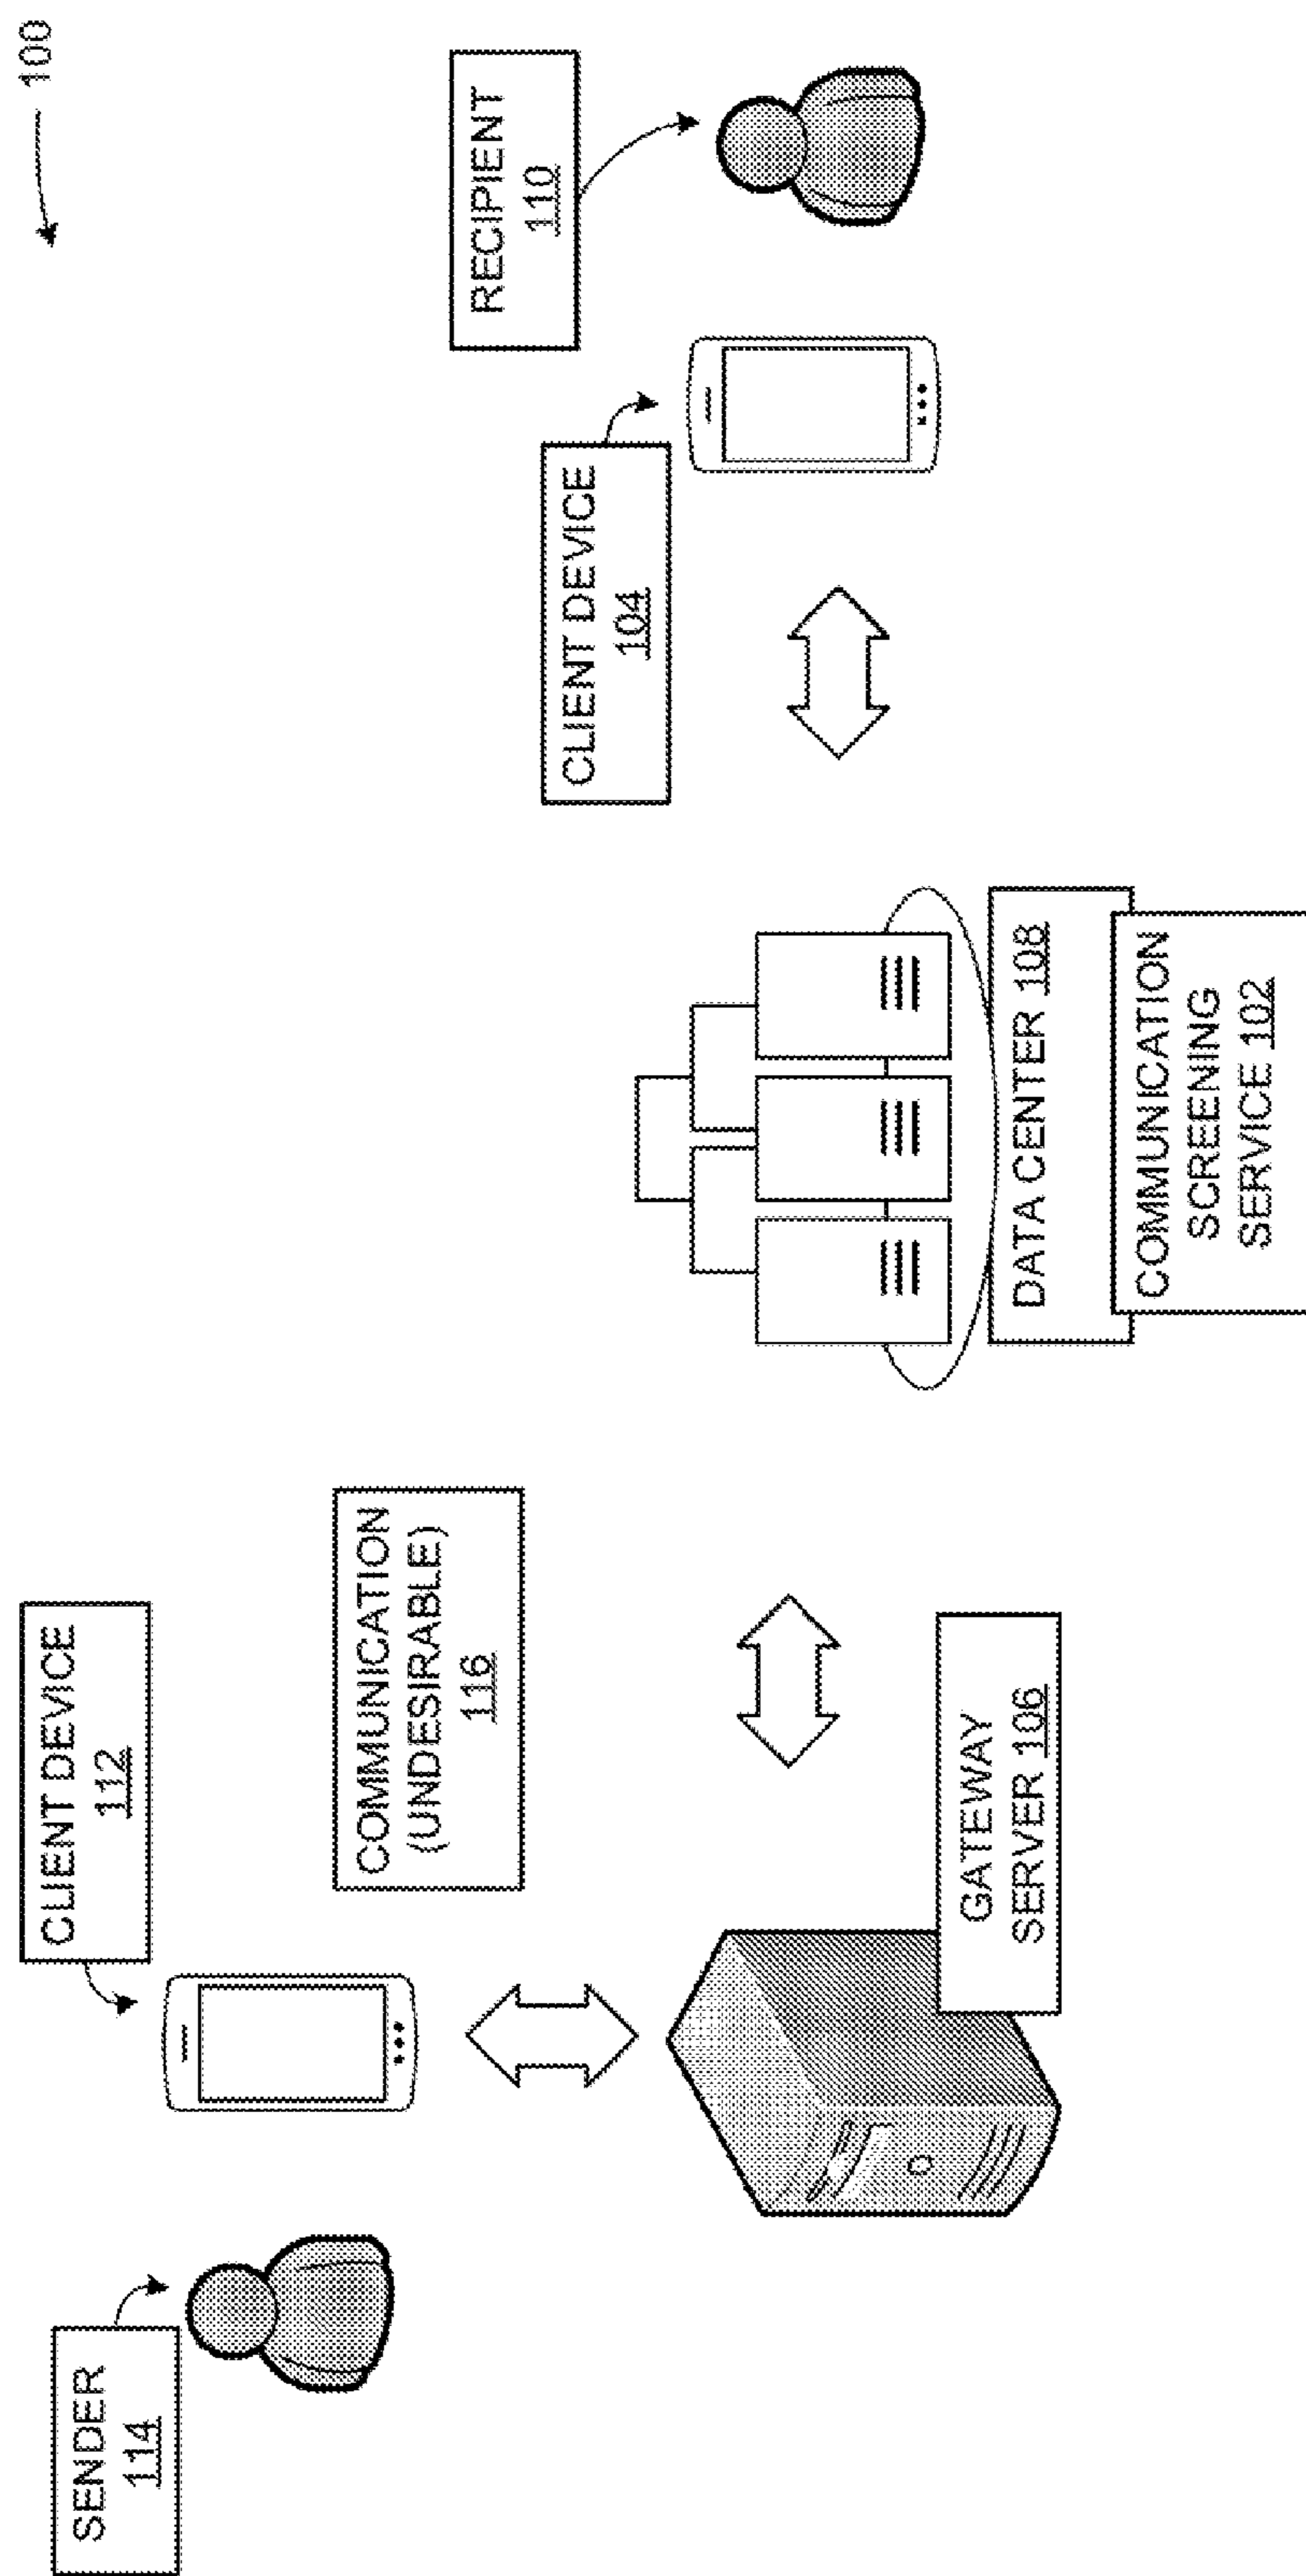 100
SENDER
114
CLIENT DEVICE
112
COMMUNICATION
(UNDESIRABLE)
116
GATEWAY
SERVER 106
DATA CENTER 108
COMMUNICATION
SCREENING
SERVICE 102
CLIENT DEVICE
104
RECIPIENT
110